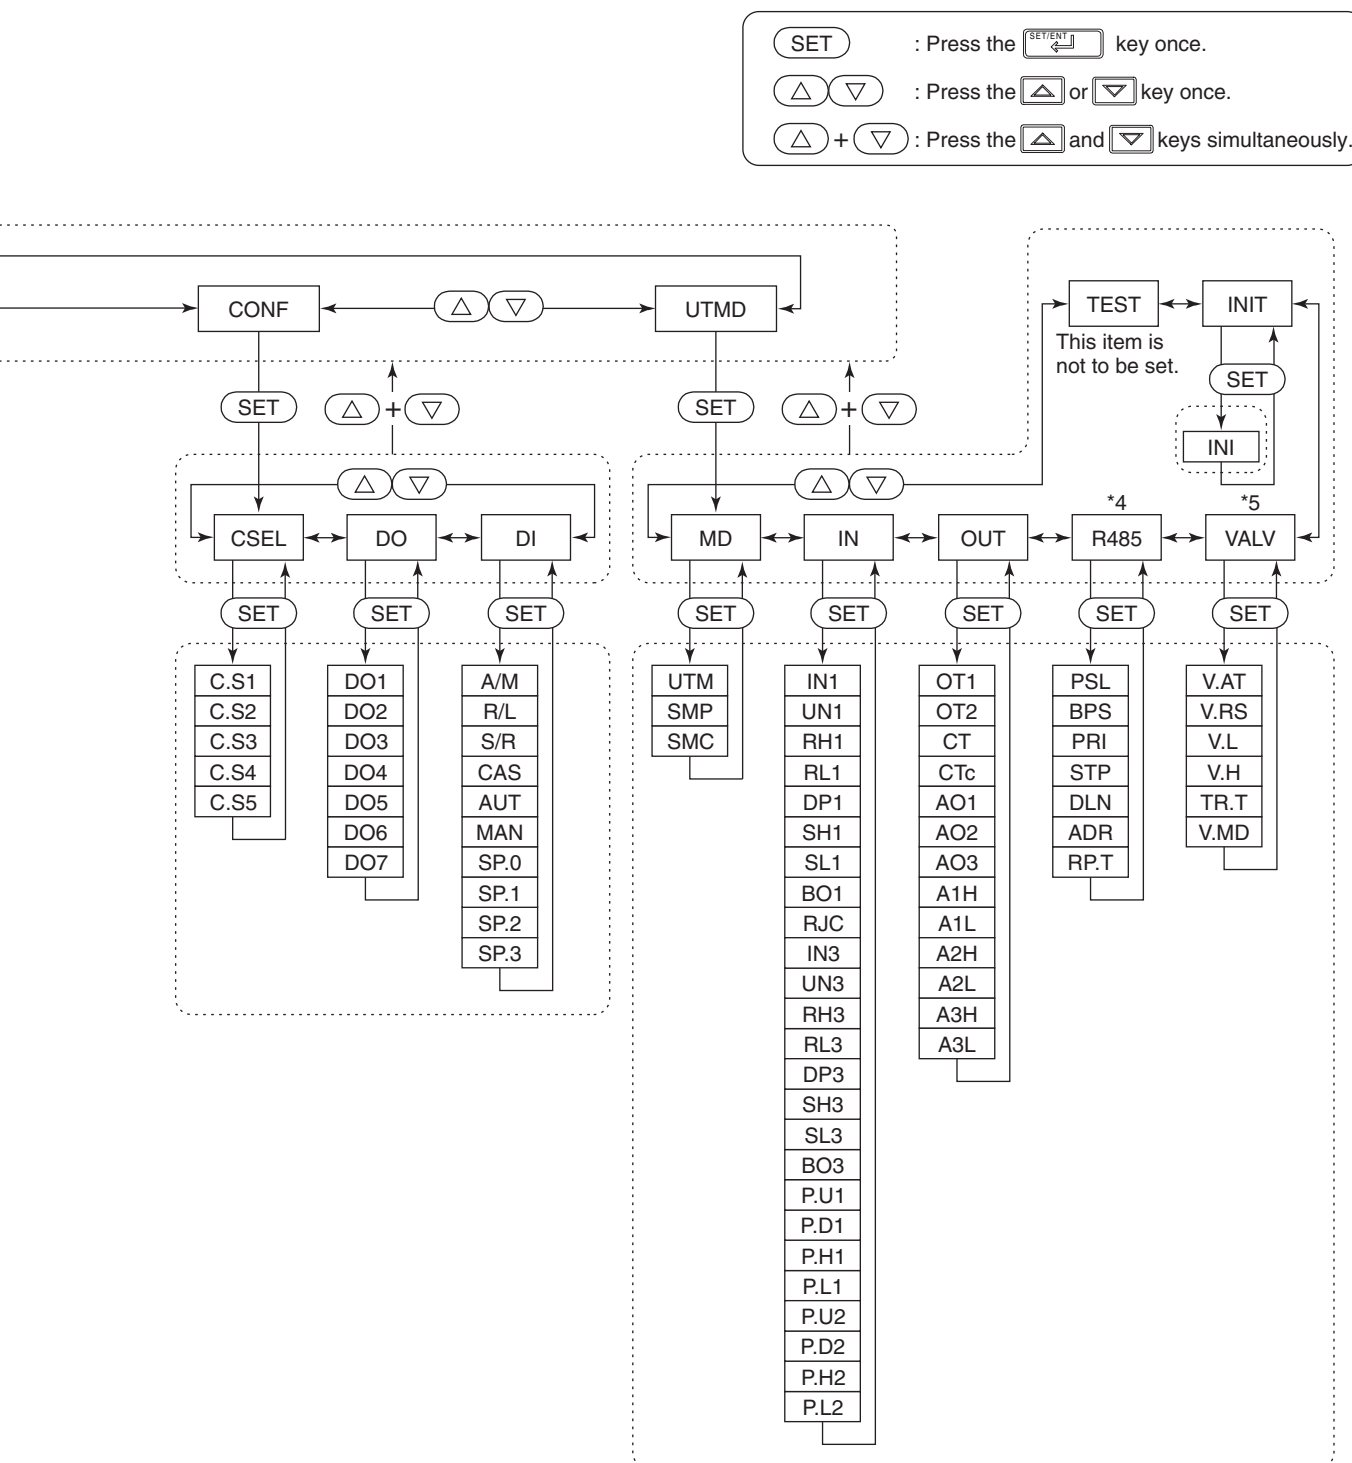 SET : Press the SET/ENT key once.
△ ▽ : Press the △ or ▽ key once.
△ + ▽ : Press the △ and ▽ keys simultaneously.
CONF
△ ▽
UTMD
TEST
INIT
This item is
not to be set.
SET
INI
SET
△ + ▽
SET
△ + ▽
△ ▽
△ ▽
*4
*5
CSEL
DO
DI
MD
IN
OUT
R485
VALV
SET
SET
SET
SET
SET
SET
SET
SET
C.S1
C.S2
C.S3
C.S4
C.S5
DO1
DO2
DO3
DO4
DO5
DO6
DO7
A/M
R/L
S/R
CAS
AUT
MAN
SP.0
SP.1
SP.2
SP.3
UTM
SMP
SMC
IN1
UN1
RH1
RL1
DP1
SH1
SL1
BO1
RJC
IN3
UN3
RH3
RL3
DP3
SH3
SL3
BO3
P.U1
P.D1
P.H1
P.L1
P.U2
P.D2
P.H2
P.L2
OT1
OT2
CT
CTc
AO1
AO2
AO3
A1H
A1L
A2H
A2L
A3H
A3L
PSL
BPS
PRI
STP
DLN
ADR
RP.T
V.AT
V.RS
V.L
V.H
TR.T
V.MD